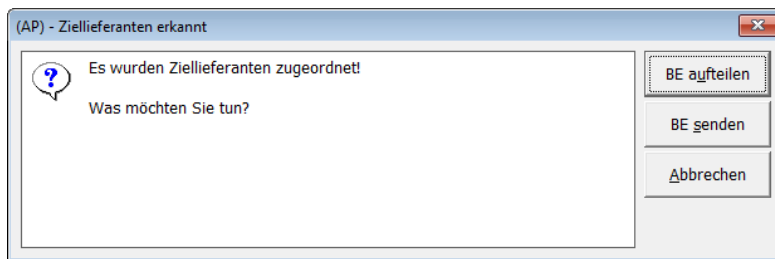 (AP) - Ziellieferanten erkannt
Es wurden Ziellieferanten zugeordnet!
Was möchten Sie tun?
BE aufteilen
BE senden
Abbrechen